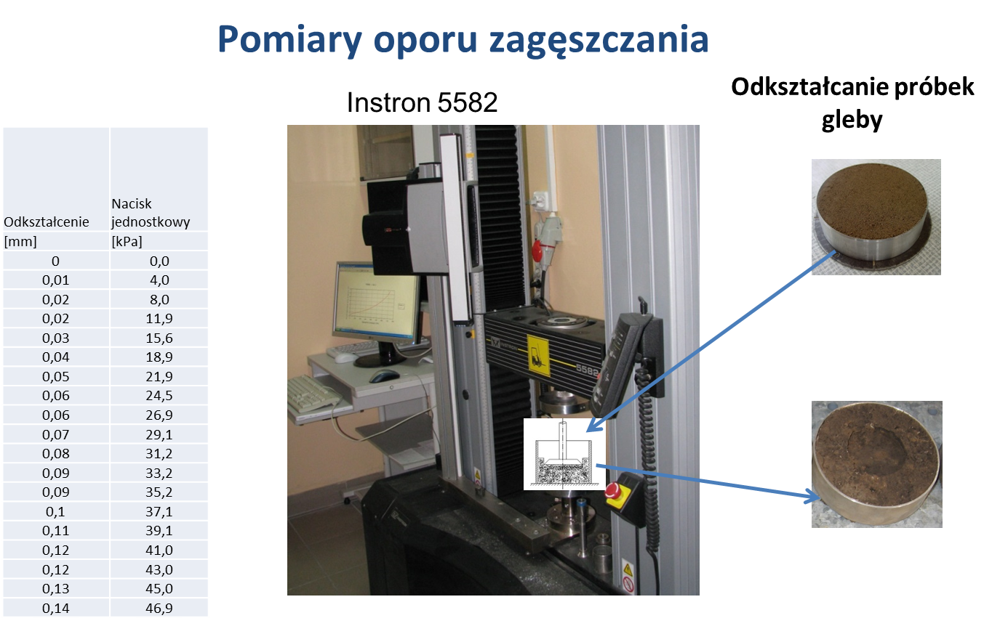 Pomiary oporu zagęszczania
Instron 5582
Odkształcanie próbek
gleby
Odkształcenie Nacisk jednostkowy
[mm] [kPa]
0 0,0
0,01 4,0
0,02 8,0
0,02 11,9
0,03 15,6
0,04 18,9
0,05 21,9
0,06 24,5
0,06 26,9
0,07 29,1
0,08 31,2
0,09 33,2
0,09 35,2
0,1 37,1
0,11 39,1
0,12 41,0
0,12 43,0
0,13 45,0
0,14 46,9
INSTRON
5582